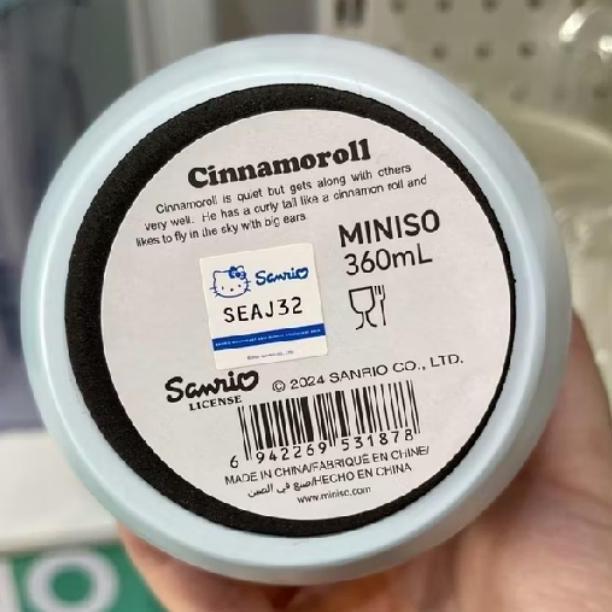 Cinnamoroll
Cinnamoroll is quiet but gets along with others
very well. He has a curly tail like a cinnamon roll and
likes to fly in the sky with big ears.
MINISO
360mL
Sanrio
SEAJ32
Sanrio
LICENSE
© 2024 SANRIO CO., LTD.
6 942269 531878
MADE IN CHINA/FABRIQUÉ EN CHINE/
صنع في الصين/HECHO EN CHINA
www.miniso.com